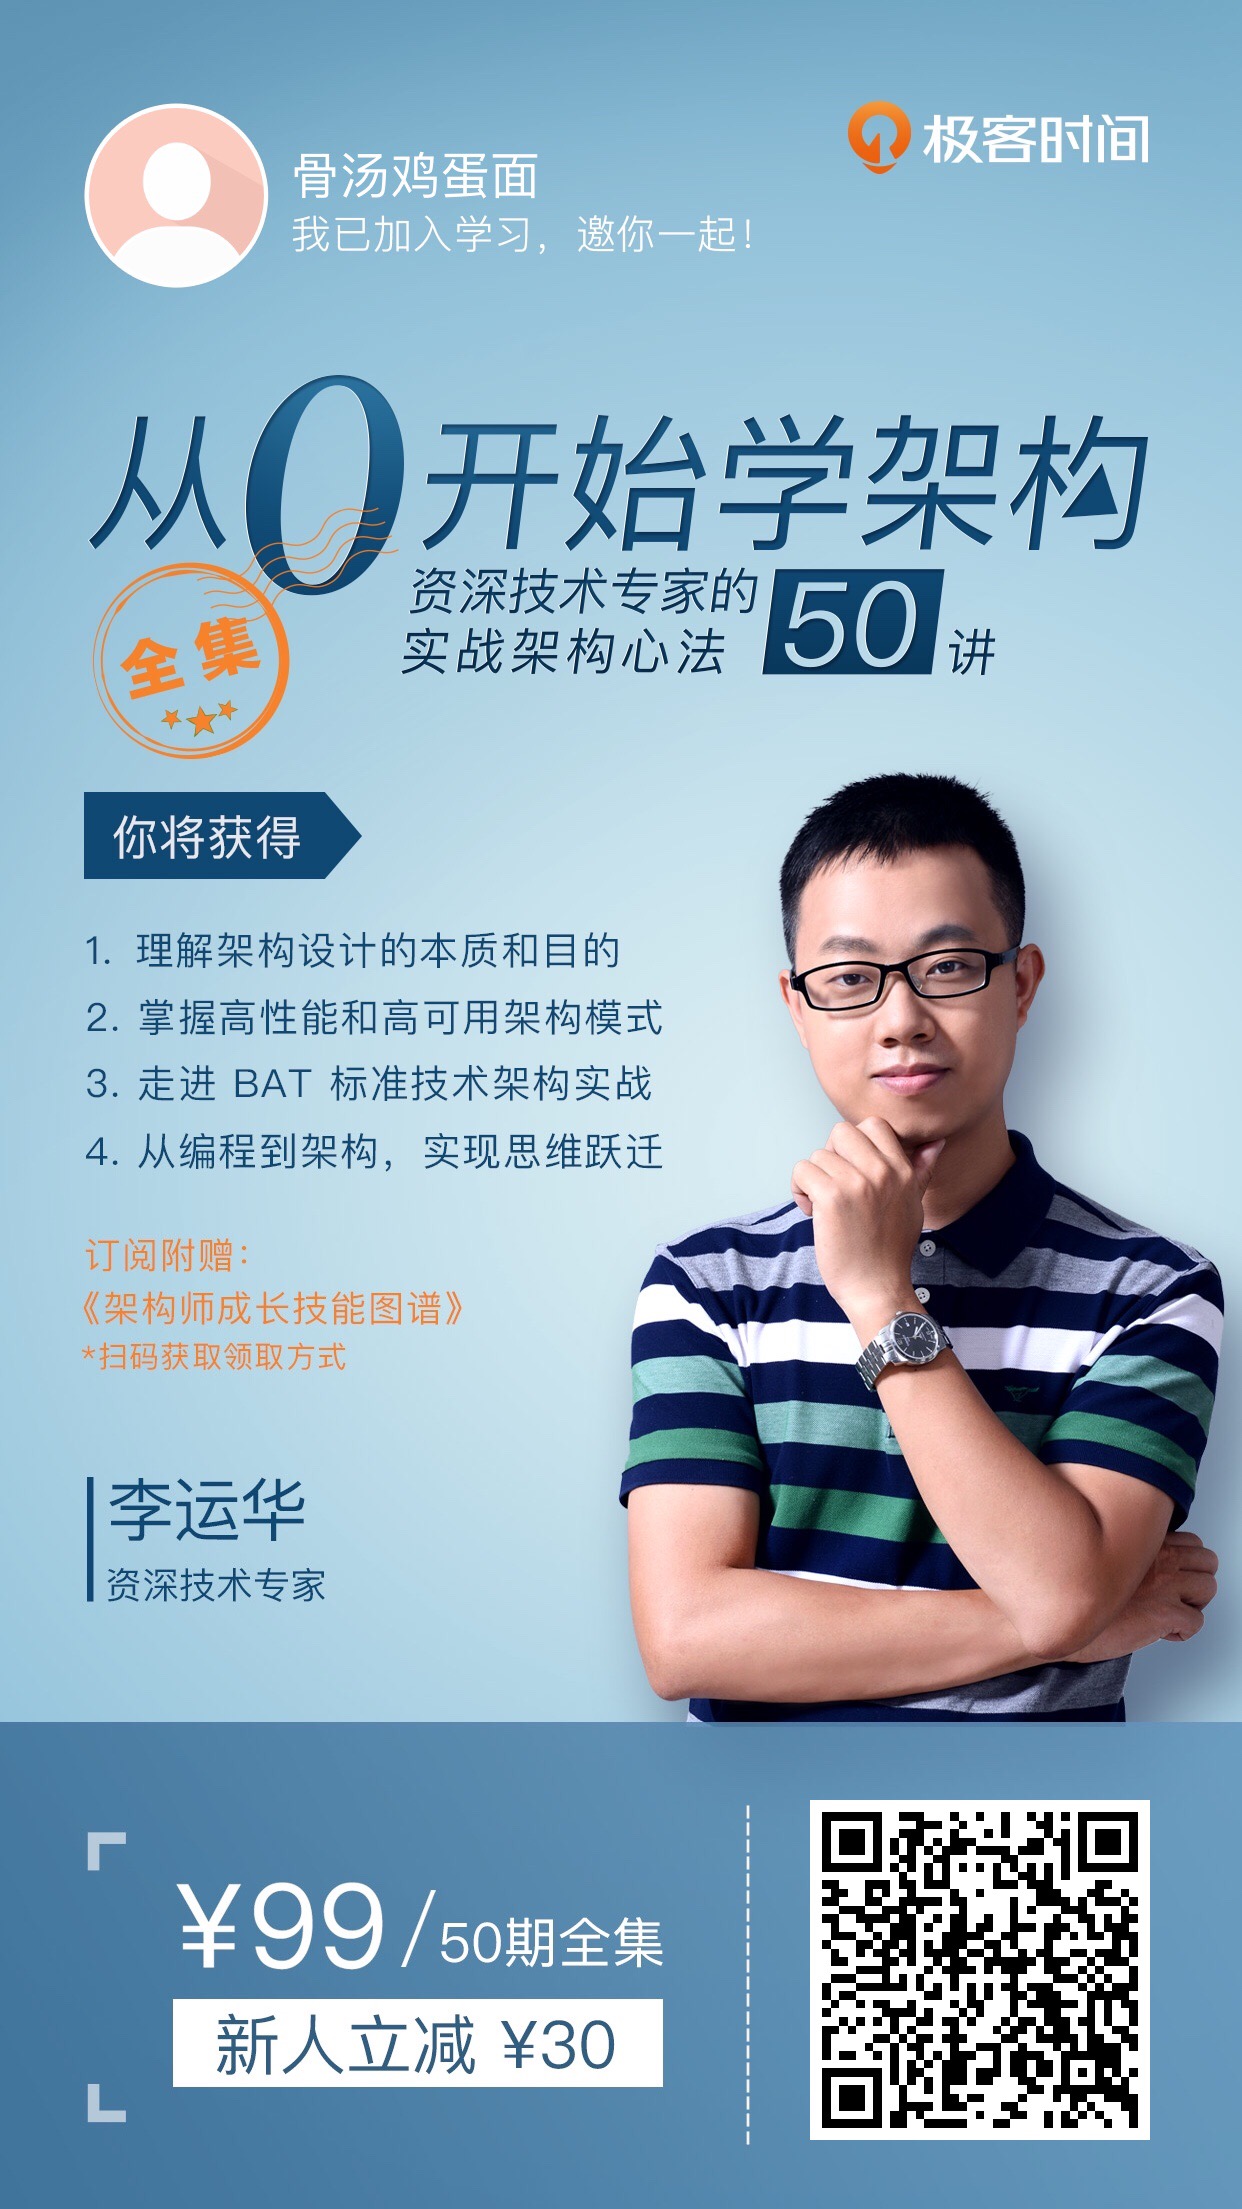 极客时间
骨汤鸡蛋面
我已加入学习，邀你一起！
从0开始学架构
资深技术专家的
实战架构心法 50 讲
全集
你将获得
1. 理解架构设计的本质和目的
2. 掌握高性能和高可用架构模式
3. 走进 BAT 标准技术架构实战
4. 从编程到架构，实现思维跃迁
订阅附赠：
《架构师成长技能图谱》
*扫码获取领取方式
李运华
资深技术专家
¥99/50期全集
新人立减 ¥30